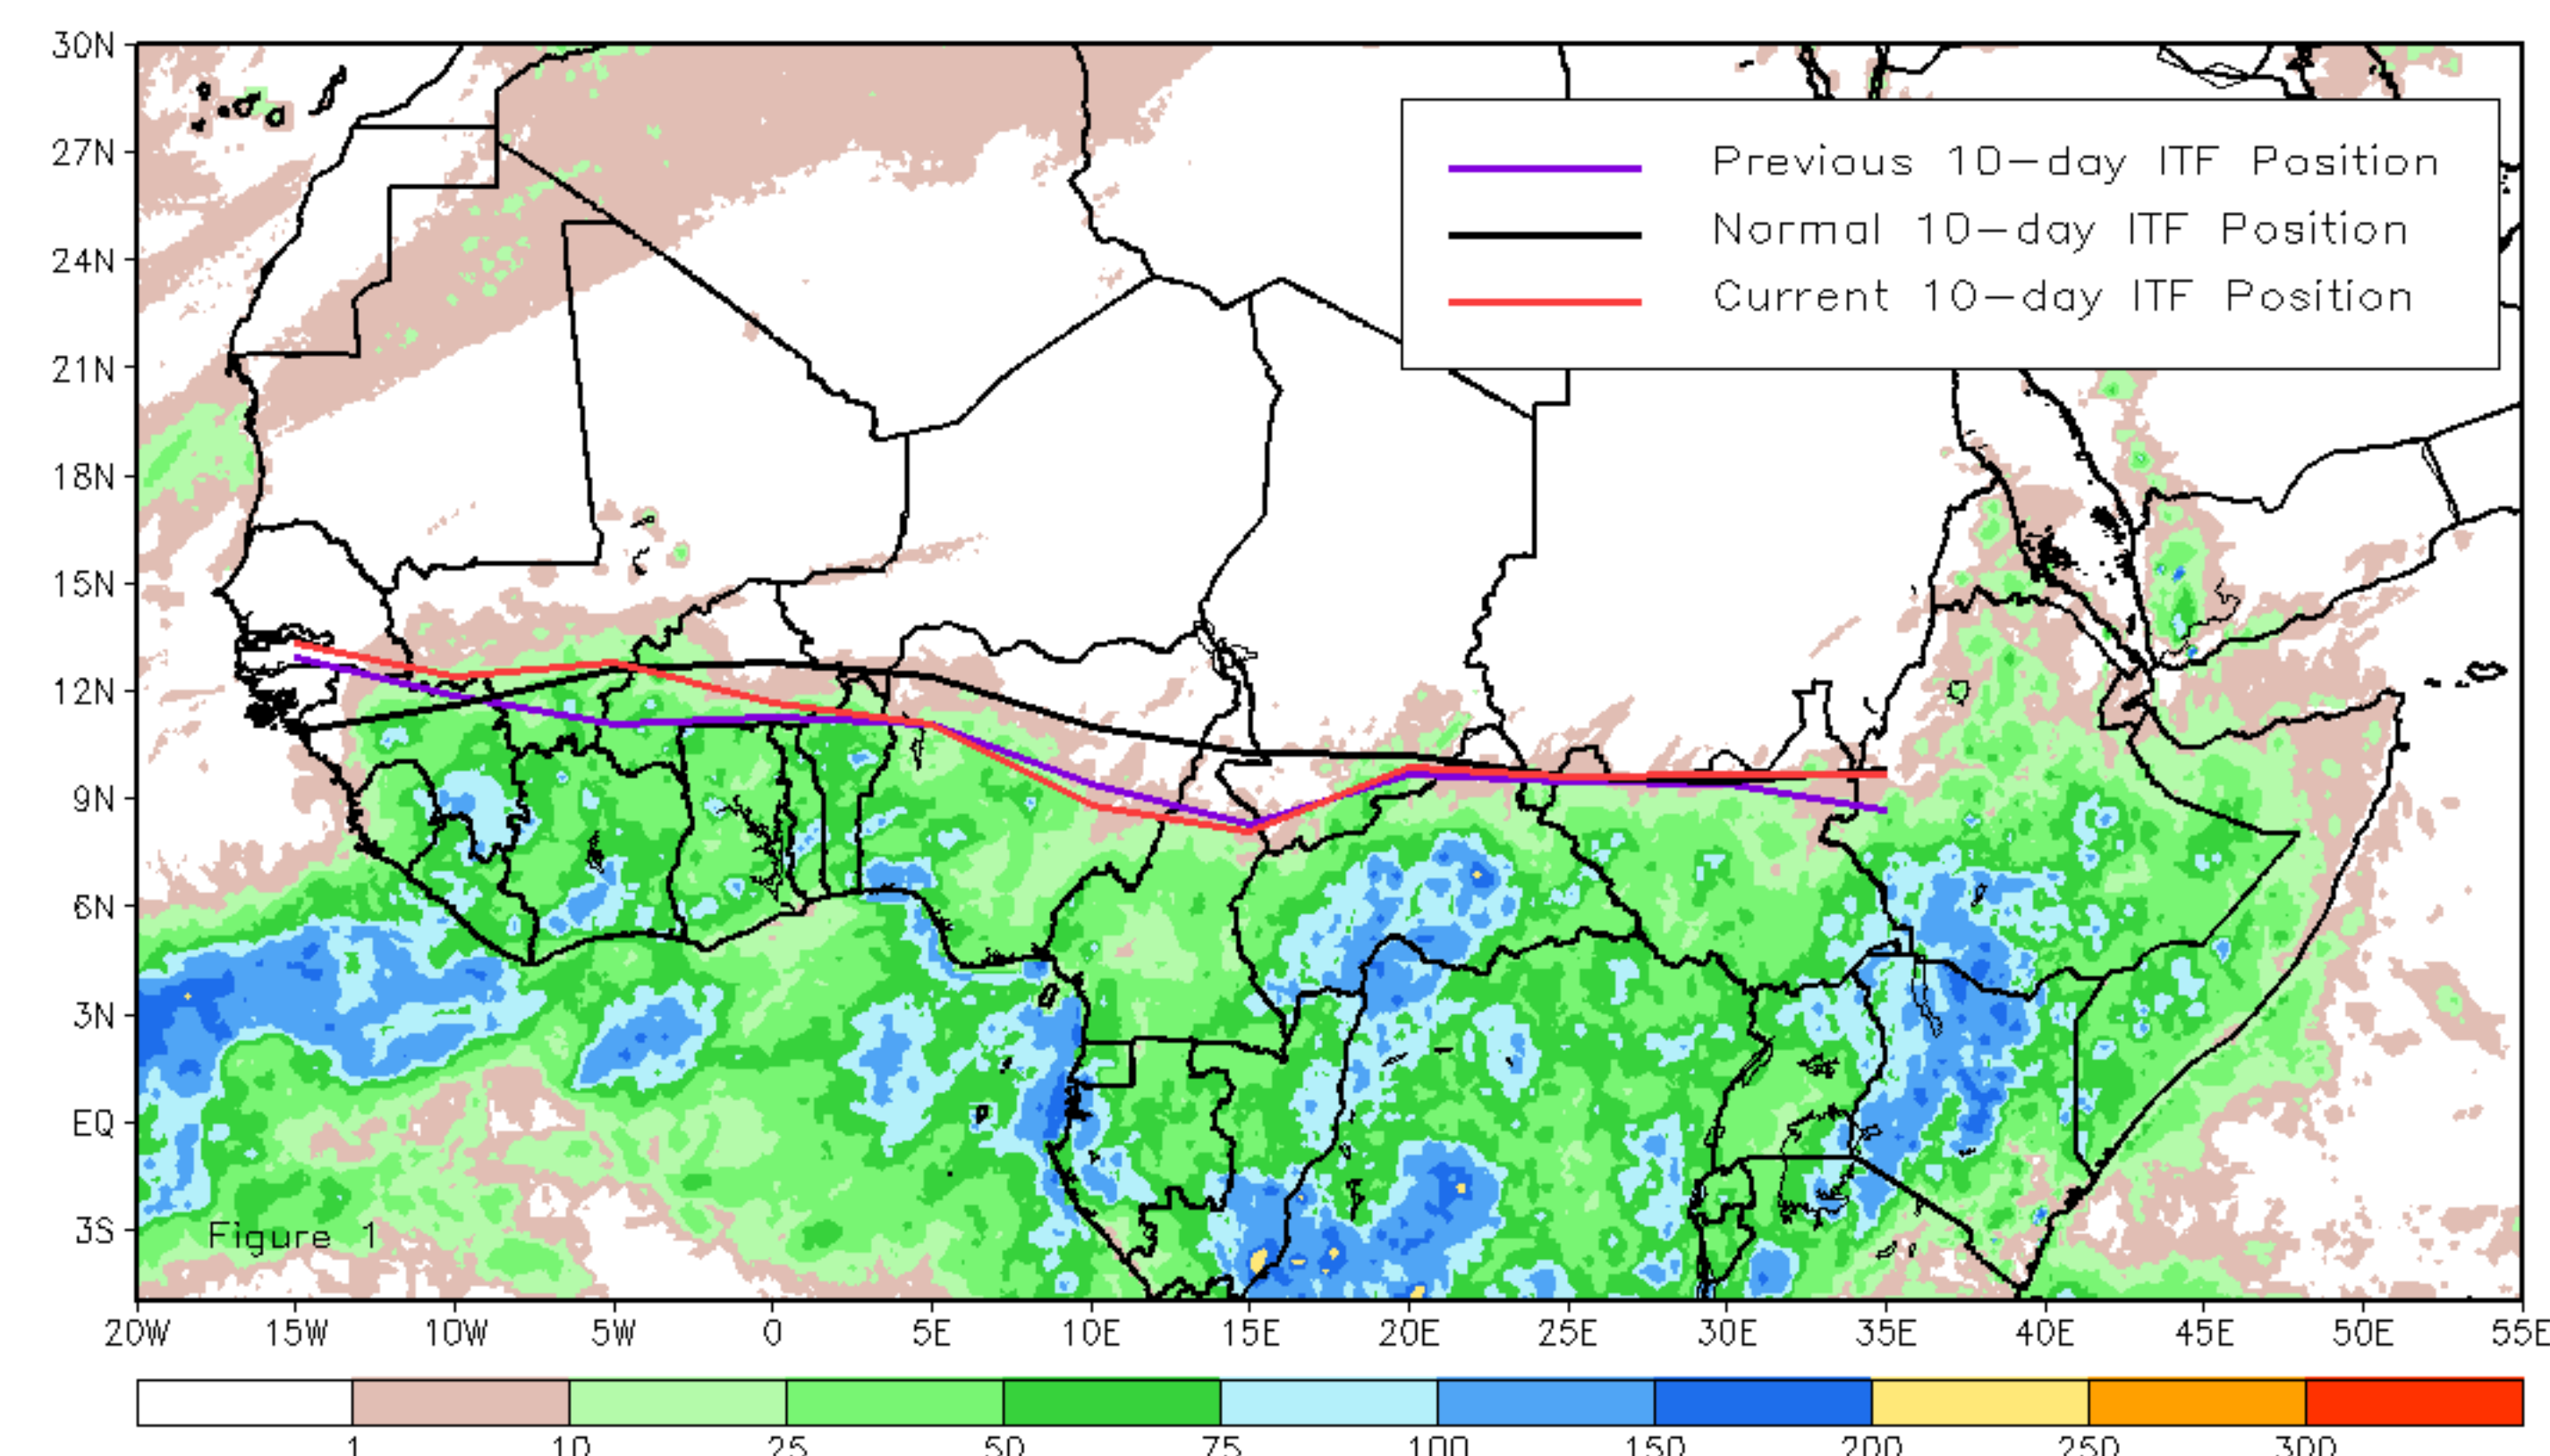 30N
27N
24N
21N
18N
15N
12N
9N
6N
3N
EQ
3S
Previous 10-day ITF Position
Normal 10-day ITF Position
Current 10-day ITF Position
Figure 1
20W 15W 10W 5W 0 5E 10E 15E 20E 25E 30E 35E 40E 45E 50E 55E
1 10 25 50 75 100 150 200 250 300